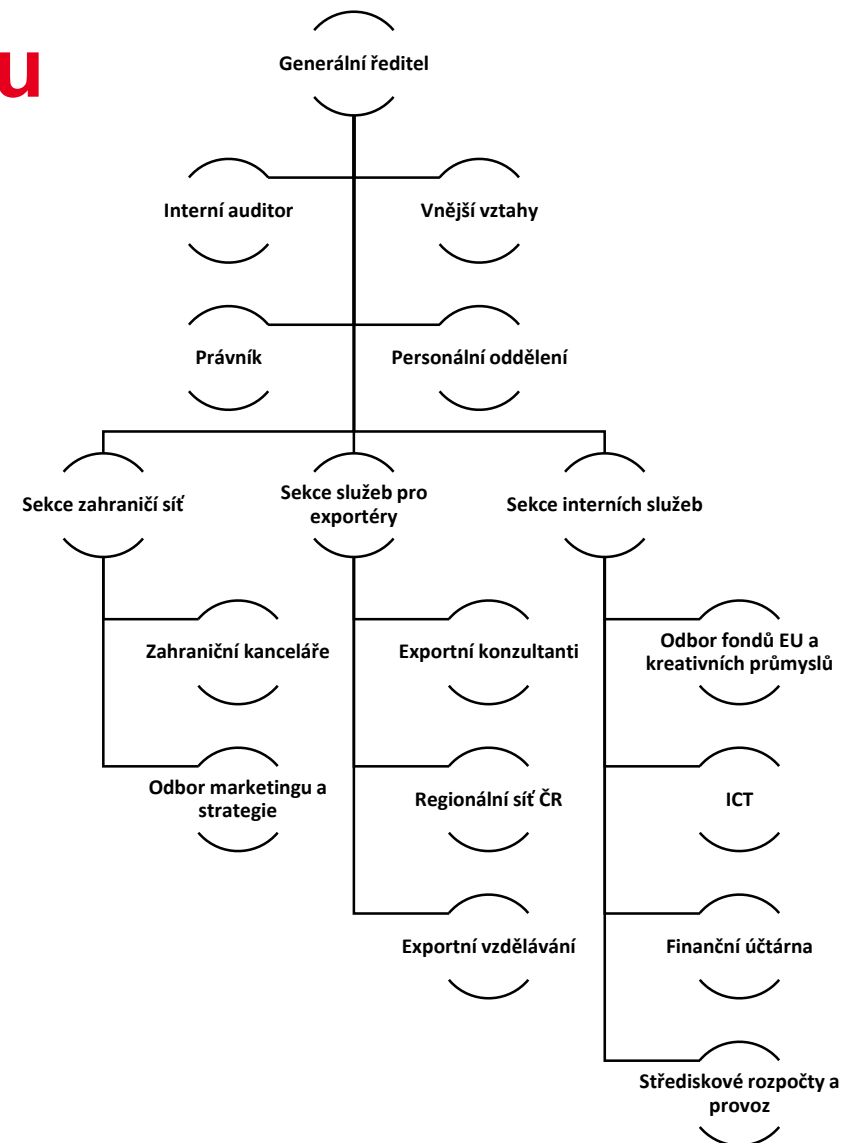 u
Generální ředitel
Interní auditor
Vnější vztahy
Právník
Personální oddělení
Sekce zahraničí síť
Sekce služeb pro
exportéry
Sekce interních služeb
Zahraniční kanceláře
Exportní konzultanti
Odbor fondů EU a
kreativních průmyslů
Odbor marketingu a
strategie
Regionální síť ČR
ICT
Exportní vzdělávání
Finanční účtárna
Střediskové rozpočty a
provoz